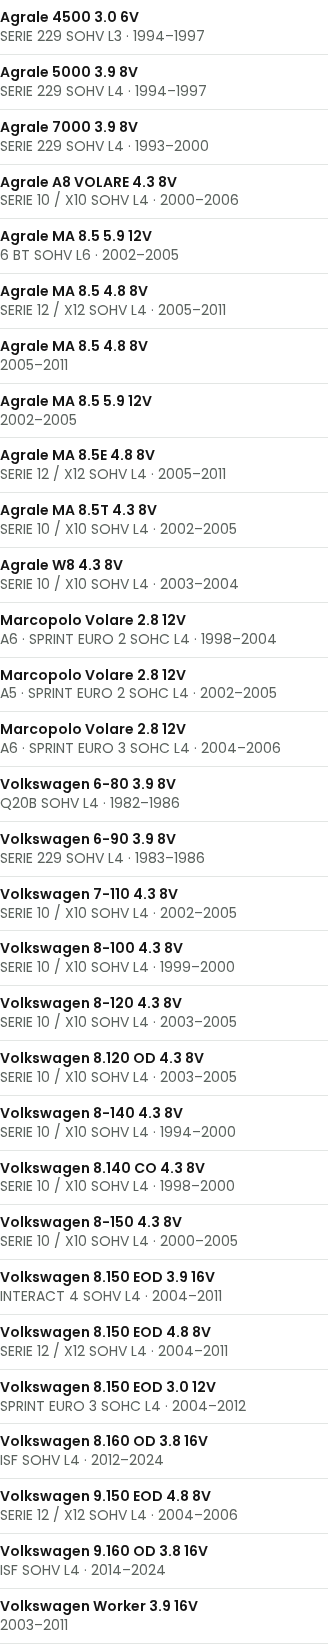 Agrale 4500 3.0 6V
SERIE 229 SOHV L3 · 1994–1997
Agrale 5000 3.9 8V
SERIE 229 SOHV L4 · 1994–1997
Agrale 7000 3.9 8V
SERIE 229 SOHV L4 · 1993–2000
Agrale A8 VOLARE 4.3 8V
SERIE 10 / X10 SOHV L4 · 2000–2006
Agrale MA 8.5 5.9 12V
6 BT SOHV L6 · 2002–2005
Agrale MA 8.5 4.8 8V
SERIE 12 / X12 SOHV L4 · 2005–2011
Agrale MA 8.5 4.8 8V
2005–2011
Agrale MA 8.5 5.9 12V
2002–2005
Agrale MA 8.5E 4.8 8V
SERIE 12 / X12 SOHV L4 · 2005–2011
Agrale MA 8.5T 4.3 8V
SERIE 10 / X10 SOHV L4 · 2002–2005
Agrale W8 4.3 8V
SERIE 10 / X10 SOHV L4 · 2003–2004
Marcopolo Volare 2.8 12V
A6 · SPRINT EURO 2 SOHC L4 · 1998–2004
Marcopolo Volare 2.8 12V
A5 · SPRINT EURO 2 SOHC L4 · 2002–2005
Marcopolo Volare 2.8 12V
A6 · SPRINT EURO 3 SOHC L4 · 2004–2006
Volkswagen 6-80 3.9 8V
Q20B SOHV L4 · 1982–1986
Volkswagen 6-90 3.9 8V
SERIE 229 SOHV L4 · 1983–1986
Volkswagen 7-110 4.3 8V
SERIE 10 / X10 SOHV L4 · 2002–2005
Volkswagen 8-100 4.3 8V
SERIE 10 / X10 SOHV L4 · 1999–2000
Volkswagen 8-120 4.3 8V
SERIE 10 / X10 SOHV L4 · 2003–2005
Volkswagen 8.120 OD 4.3 8V
SERIE 10 / X10 SOHV L4 · 2003–2005
Volkswagen 8-140 4.3 8V
SERIE 10 / X10 SOHV L4 · 1994–2000
Volkswagen 8.140 CO 4.3 8V
SERIE 10 / X10 SOHV L4 · 1998–2000
Volkswagen 8-150 4.3 8V
SERIE 10 / X10 SOHV L4 · 2000–2005
Volkswagen 8.150 EOD 3.9 16V
INTERACT 4 SOHV L4 · 2004–2011
Volkswagen 8.150 EOD 4.8 8V
SERIE 12 / X12 SOHV L4 · 2004–2011
Volkswagen 8.150 EOD 3.0 12V
SPRINT EURO 3 SOHC L4 · 2004–2012
Volkswagen 8.160 OD 3.8 16V
ISF SOHV L4 · 2012–2024
Volkswagen 9.150 EOD 4.8 8V
SERIE 12 / X12 SOHV L4 · 2004–2006
Volkswagen 9.160 OD 3.8 16V
ISF SOHV L4 · 2014–2024
Volkswagen Worker 3.9 16V
2003–2011